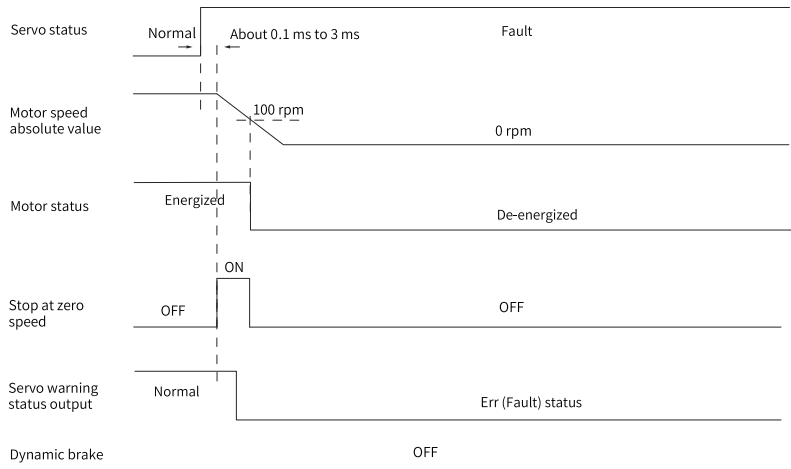 Servo status
Normal
About 0.1 ms to 3 ms
Fault
Motor speed
absolute value
100 rpm
0 rpm
Motor status
Energized
De-energized
ON
Stop at zero
speed
OFF
OFF
Servo warning
status output
Normal
Err (Fault) status
Dynamic brake
OFF